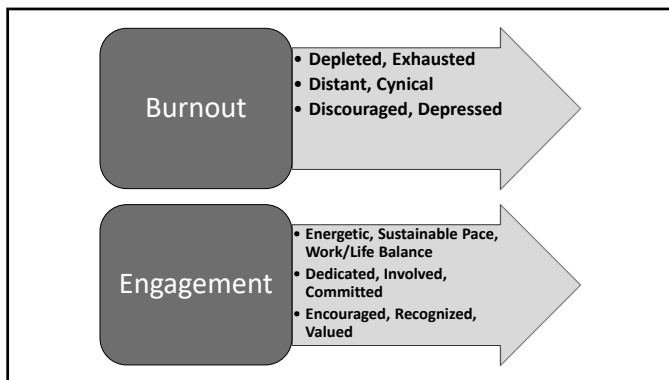 Burnout
• Depleted, Exhausted
• Distant, Cynical
• Discouraged, Depressed
Engagement
• Energetic, Sustainable Pace,
Work/Life Balance
• Dedicated, Involved,
Committed
• Encouraged, Recognized,
Valued